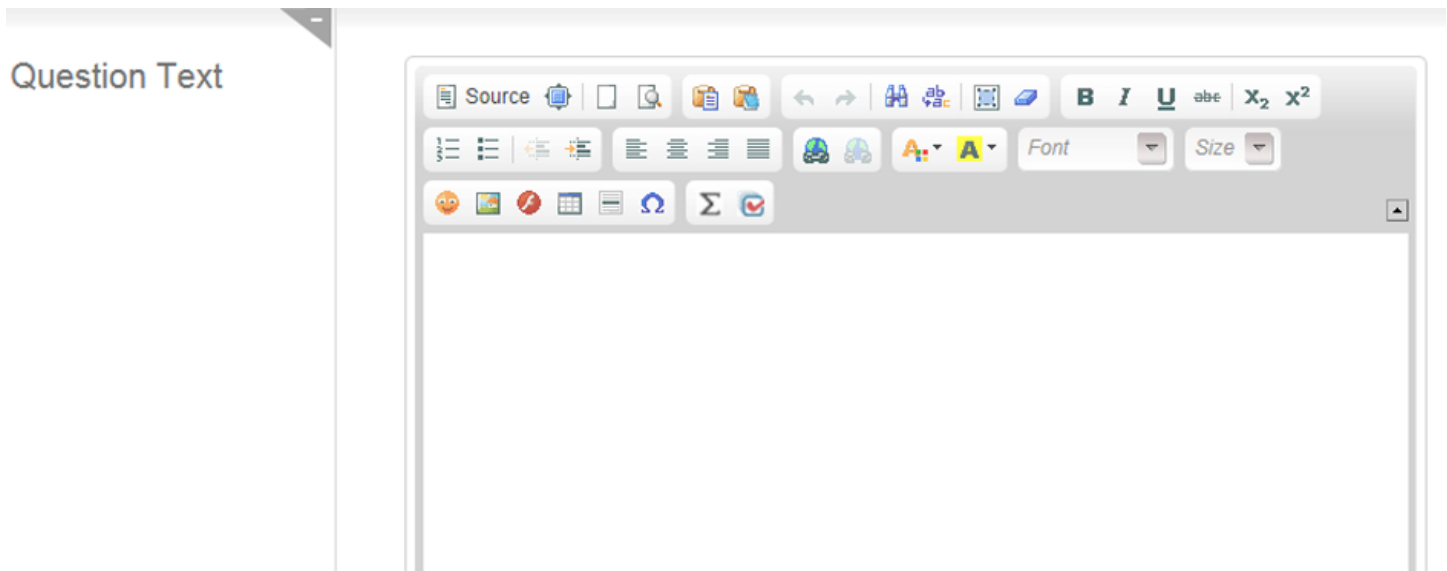 Question Text
Source B I U abc X₂ X²
A A Font Size
Ω Σ